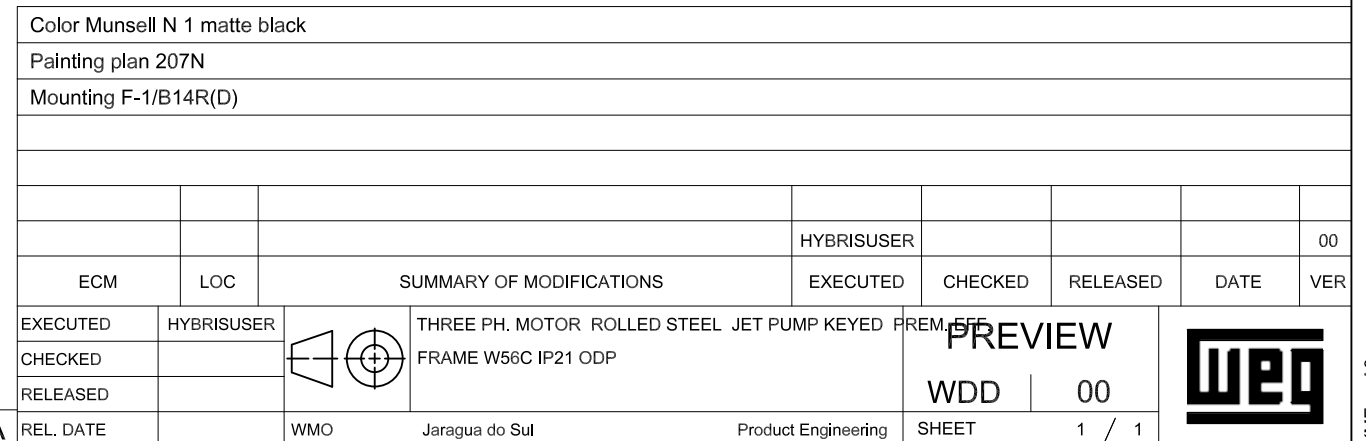 Color Munsell N 1 matte black
Painting plan 207N
Mounting F-1/B14R(D)
HYBRISUSER 00
ECM LOC SUMMARY OF MODIFICATIONS EXECUTED CHECKED RELEASED DATE VER
EXECUTED HYBRISUSER THREE PH. MOTOR ROLLED STEEL JET PUMP KEYED PREM. EFF.
PREVIEW
CHECKED FRAME W56C IP21 ODP
RELEASED WDD 00
weg
REL. DATE WMO Jaragua do Sul Product Engineering SHEET 1 / 1
A